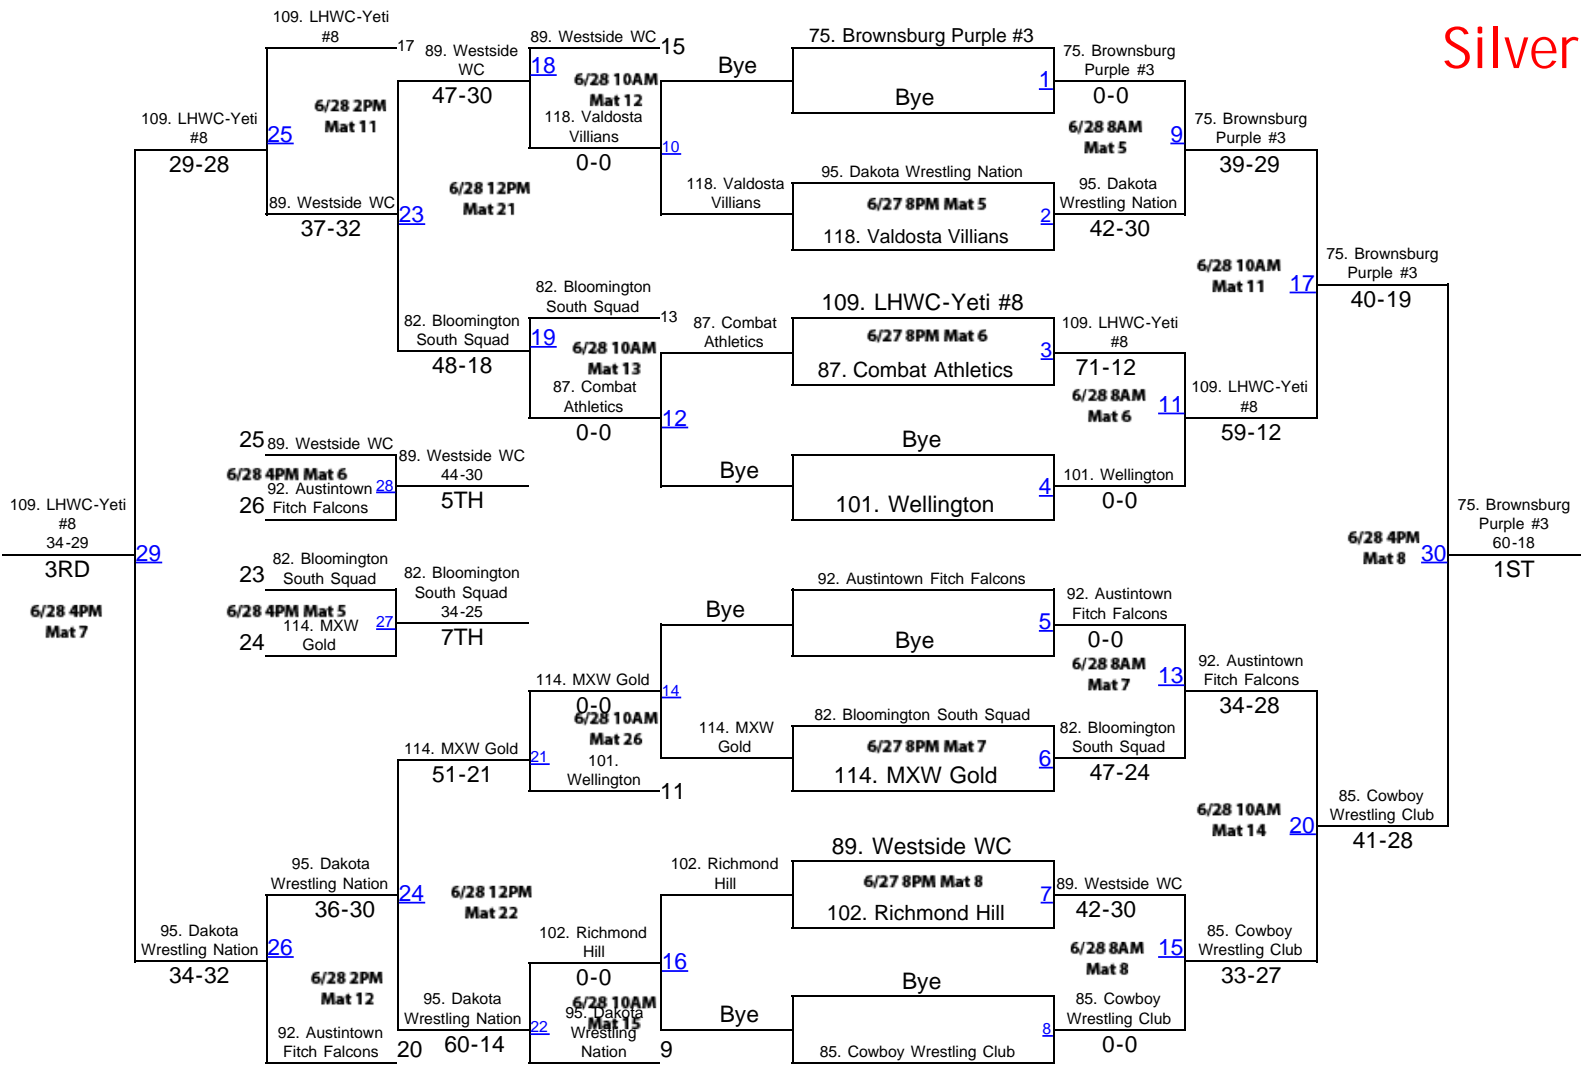 Silver
109. LHWC-Yeti
#8
17
6/28 2PM
Mat 11
109. LHWC-Yeti
#8
25
29-28
89. Westside WC
37-32
89. Westside
WC
47-30
6/28 12PM
Mat 21
23
89. Westside WC
15
18
6/28 10AM
Mat 12
118. Valdosta
Villians
0-0
Bye
10
118. Valdosta
Villians
75. Brownsburg Purple #3
Bye
1
75. Brownsburg
Purple #3
0-0
6/28 8AM
Mat 5
9
75. Brownsburg
Purple #3
39-29
95. Dakota Wrestling Nation
6/27 8PM Mat 5
2
118. Valdosta Villians
95. Dakota
Wrestling Nation
42-30
6/28 10AM
Mat 11
17
75. Brownsburg
Purple #3
40-19
82. Bloomington
South Squad
13
82. Bloomington
South Squad
48-18
19
6/28 10AM
Mat 13
87. Combat
Athletics
0-0
87. Combat
Athletics
12
Bye
109. LHWC-Yeti #8
6/27 8PM Mat 6
3
87. Combat Athletics
109. LHWC-Yeti
#8
71-12
6/28 8AM
Mat 6
11
109. LHWC-Yeti
#8
59-12
Bye
4
101. Wellington
101. Wellington
0-0
25
89. Westside WC
6/28 4PM Mat 6
28
92. Austintown
Fitch Falcons
26
89. Westside WC
44-30
5TH
109. LHWC-Yeti
#8
34-29
3RD
29
6/28 4PM
Mat 7
23
82. Bloomington
South Squad
6/28 4PM Mat 5
27
114. MXW
Gold
24
82. Bloomington
South Squad
34-25
7TH
6/28 4PM
Mat 8
30
75. Brownsburg
Purple #3
60-18
1ST
Bye
14
114. MXW
Gold
92. Austintown Fitch Falcons
Bye
5
92. Austintown
Fitch Falcons
0-0
6/28 8AM
Mat 7
13
92. Austintown
Fitch Falcons
34-28
114. MXW Gold
0-0
6/28 10AM
Mat 26
21
101.
Wellington
11
114. MXW Gold
51-21
82. Bloomington South Squad
6/27 8PM Mat 7
6
114. MXW Gold
82. Bloomington
South Squad
47-24
6/28 10AM
Mat 14
20
85. Cowboy
Wrestling Club
41-28
95. Dakota
Wrestling Nation
36-30
24
6/28 12PM
Mat 22
102. Richmond
Hill
89. Westside WC
6/27 8PM Mat 8
7
102. Richmond Hill
89. Westside WC
42-30
6/28 8AM
Mat 8
15
85. Cowboy
Wrestling Club
33-27
95. Dakota
Wrestling Nation
26
34-32
6/28 2PM
Mat 12
92. Austintown
Fitch Falcons
20
95. Dakota
Wrestling Nation
60-14
22
102. Richmond
Hill
0-0
6/28 10AM
Mat 15
95. Dakota
Wrestling
Nation
9
16
Bye
Bye
8
85. Cowboy Wrestling Club
85. Cowboy
Wrestling Club
0-0